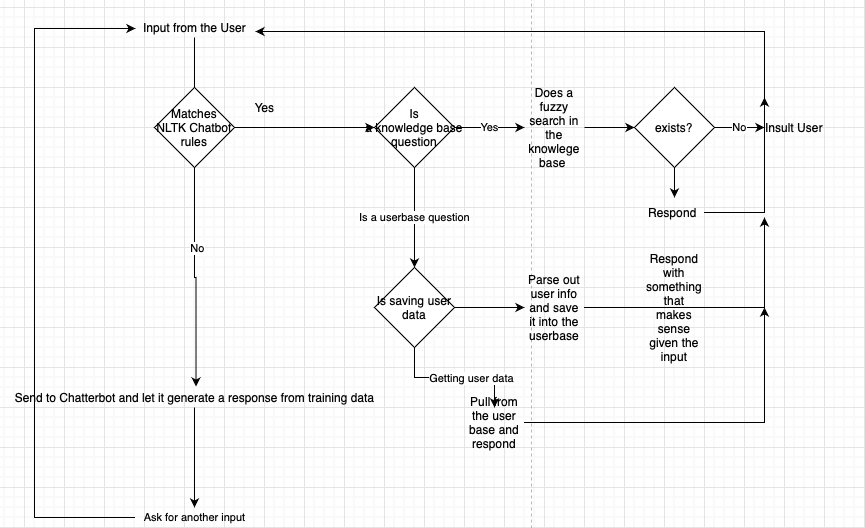 Input from the User
Matches
NLTK Chatbot
rules
Yes
Is
a knowledge base
question
Yes
Does a
fuzzy
search in
the
knowlege
base
exists?
No
Insult User
Respond
Is a userbase question
No
Is saving user
data
Parse out
user info
and save
it into the
userbase
Respond
with
something
that
makes
sense
given the
input
Getting user data
Pull from
the user
base and
respond
Send to Chatterbot and let it generate a response from training data
Ask for another input